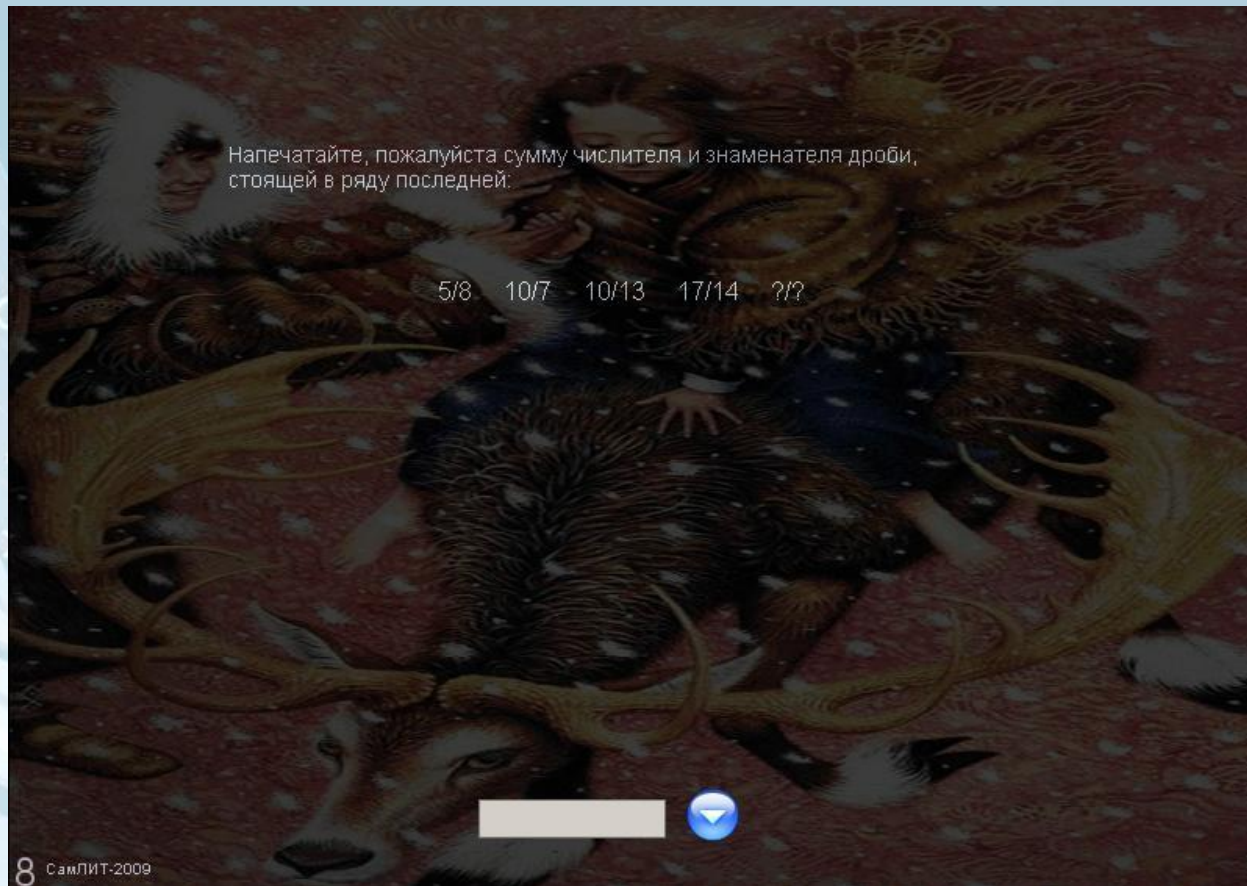 Напечатайте, пожалуйста сумму числителя и знаменателя дроби,
стоящей в ряду последней:
5/8 10/7 10/13 17/14 ?/?
8 СамЛИТ-2009